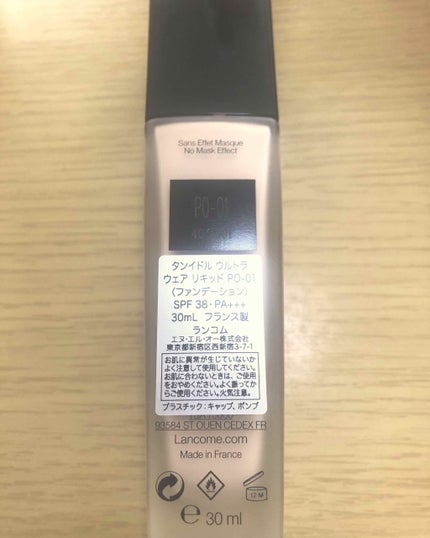 Sans Effet Masque
No Mask Effect
PO-01
タンイドル ウルトラ
ウェア リキッド PO-01
〈ファンデーション〉
SPF 38・PA+++
30mL フランス製
ランコム
エヌ・エル・オー株式会社
東京都新宿区西新宿3-7-1
お肌に異常が生じていないか
よく注意して使用してください。
お肌に合わないときは、ご使用
をおやめください。よく振ってか
らご使用ください。火気注意。
プラスチック：キャップ、ポンプ
93584 ST OUEN CEDEX FR
Lancome.com
Made in France
12 M
e 30 ml